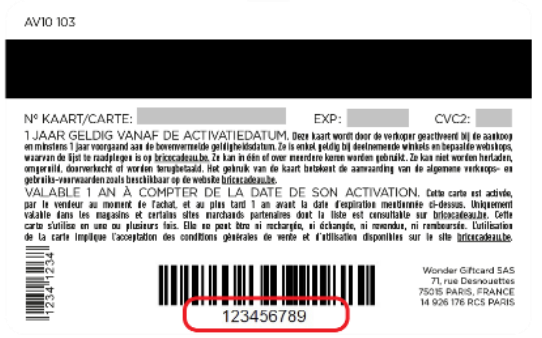 AV10 103
N° KAART/CARTE:
EXP:
CVC2:
1 JAAR GELDIG VANAF DE ACTIVATIEDATUM. Deze kaart wordt door de verkoper geactiveerd bij de aankoop
en minstens 1 jaar voorgaand aan de bovenvermelde geldigheidsdatum. Ze is enkel geldig bij deelnemende winkels en bepaalde webshops,
waarvan de lijst te raadplegen is op bricocadeau.be. Ze kan in één of over meerdere keren worden gebruikt. Ze kan niet worden herladen,
omgeruild, doorverkocht of worden terugbetaald. Het gebruik van de kaart betekent de aanvaarding van de algemene verkoops- en
gebruiks-voorwaarden zoals beschikbaar op de website bricocadeau.be.
VALABLE 1 AN À COMPTER DE LA DATE DE SON ACTIVATION. Cette carte est activée,
par le vendeur au moment de l'achat, et au plus tard 1 an avant la date d'expiration mentionnée ci-dessus. Uniquement
valable dans les magasins et certains sites marchands partenaires dont la liste est consultable sur bricocadeau.be. Cette
carte s'utilise en une ou plusieurs fois. Elle ne peut être ni rechargée, ni échangée, ni revendue, ni remboursée. L'utilisation
de la carte implique l'acceptation des conditions générales de vente et d'utilisation disponibles sur le site bricocadeau.be.
1234 1234
123456789
Wonder Giftcard SAS
71, rue Desnouettes
75015 PARIS, FRANCE
14 926 176 RCS PARIS